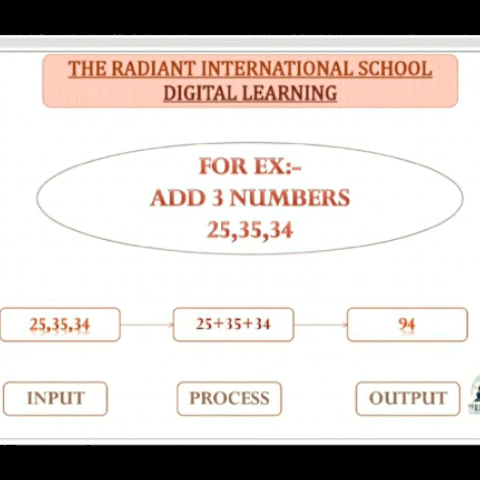 THE RADIANT INTERNATIONAL SCHOOL
DIGITAL LEARNING
FOR EX:-
ADD 3 NUMBERS
25,35,34
25,35,34
25+35+34
94
INPUT
PROCESS
OUTPUT